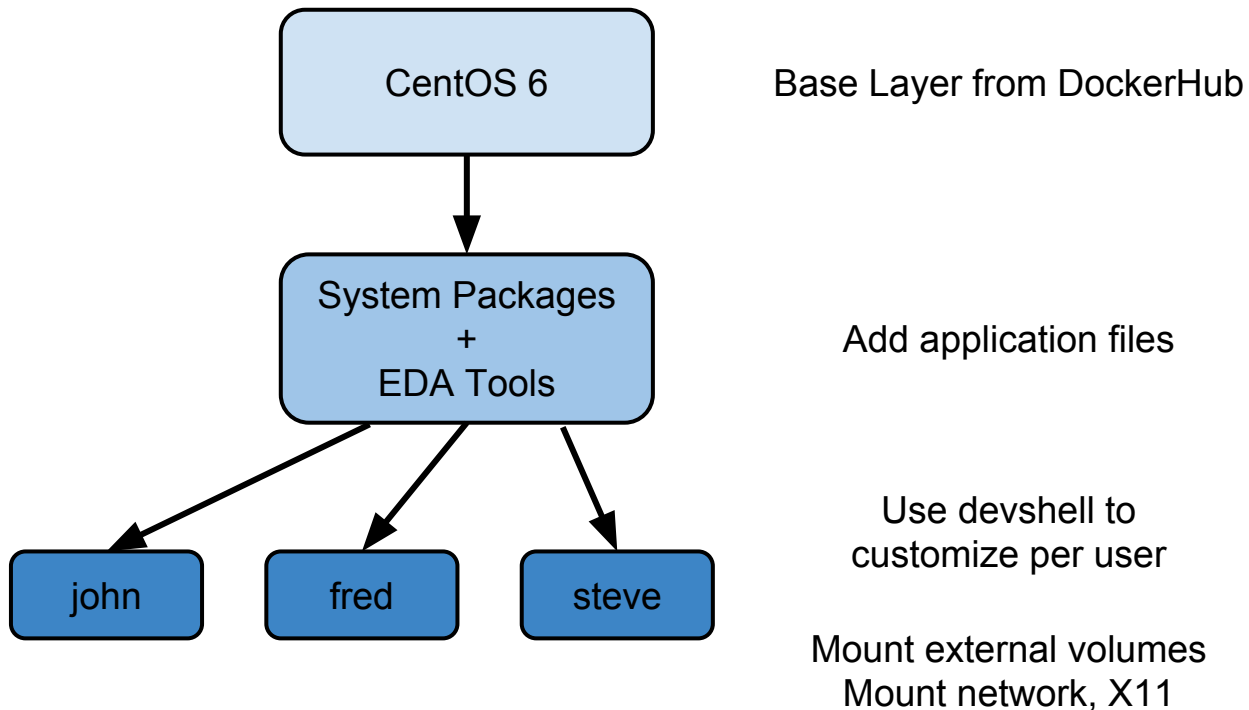 CentOS 6
Base Layer from DockerHub
System Packages
+
EDA Tools
Add application files
Use devshell to
customize per user
john
fred
steve
Mount external volumes
Mount network, X11